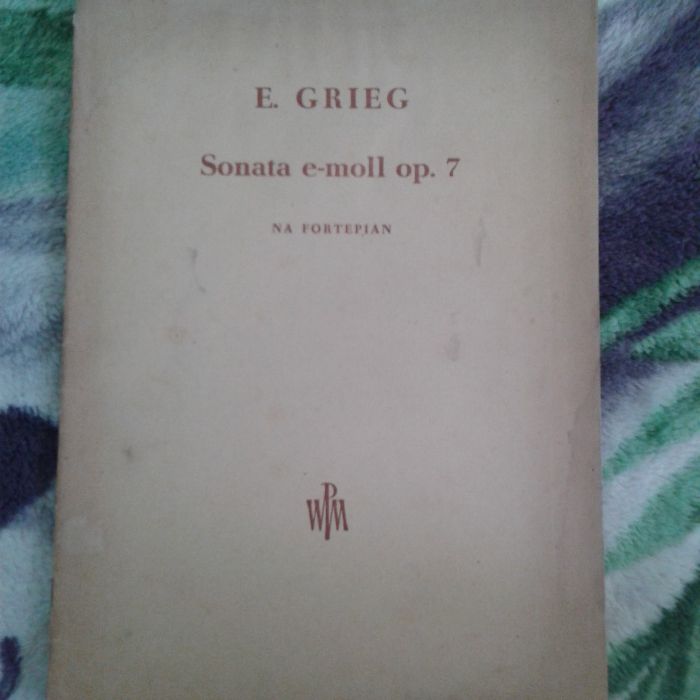 E. GRIEG
Sonata e-moll op. 7
NA FORTEPIAN
PWM